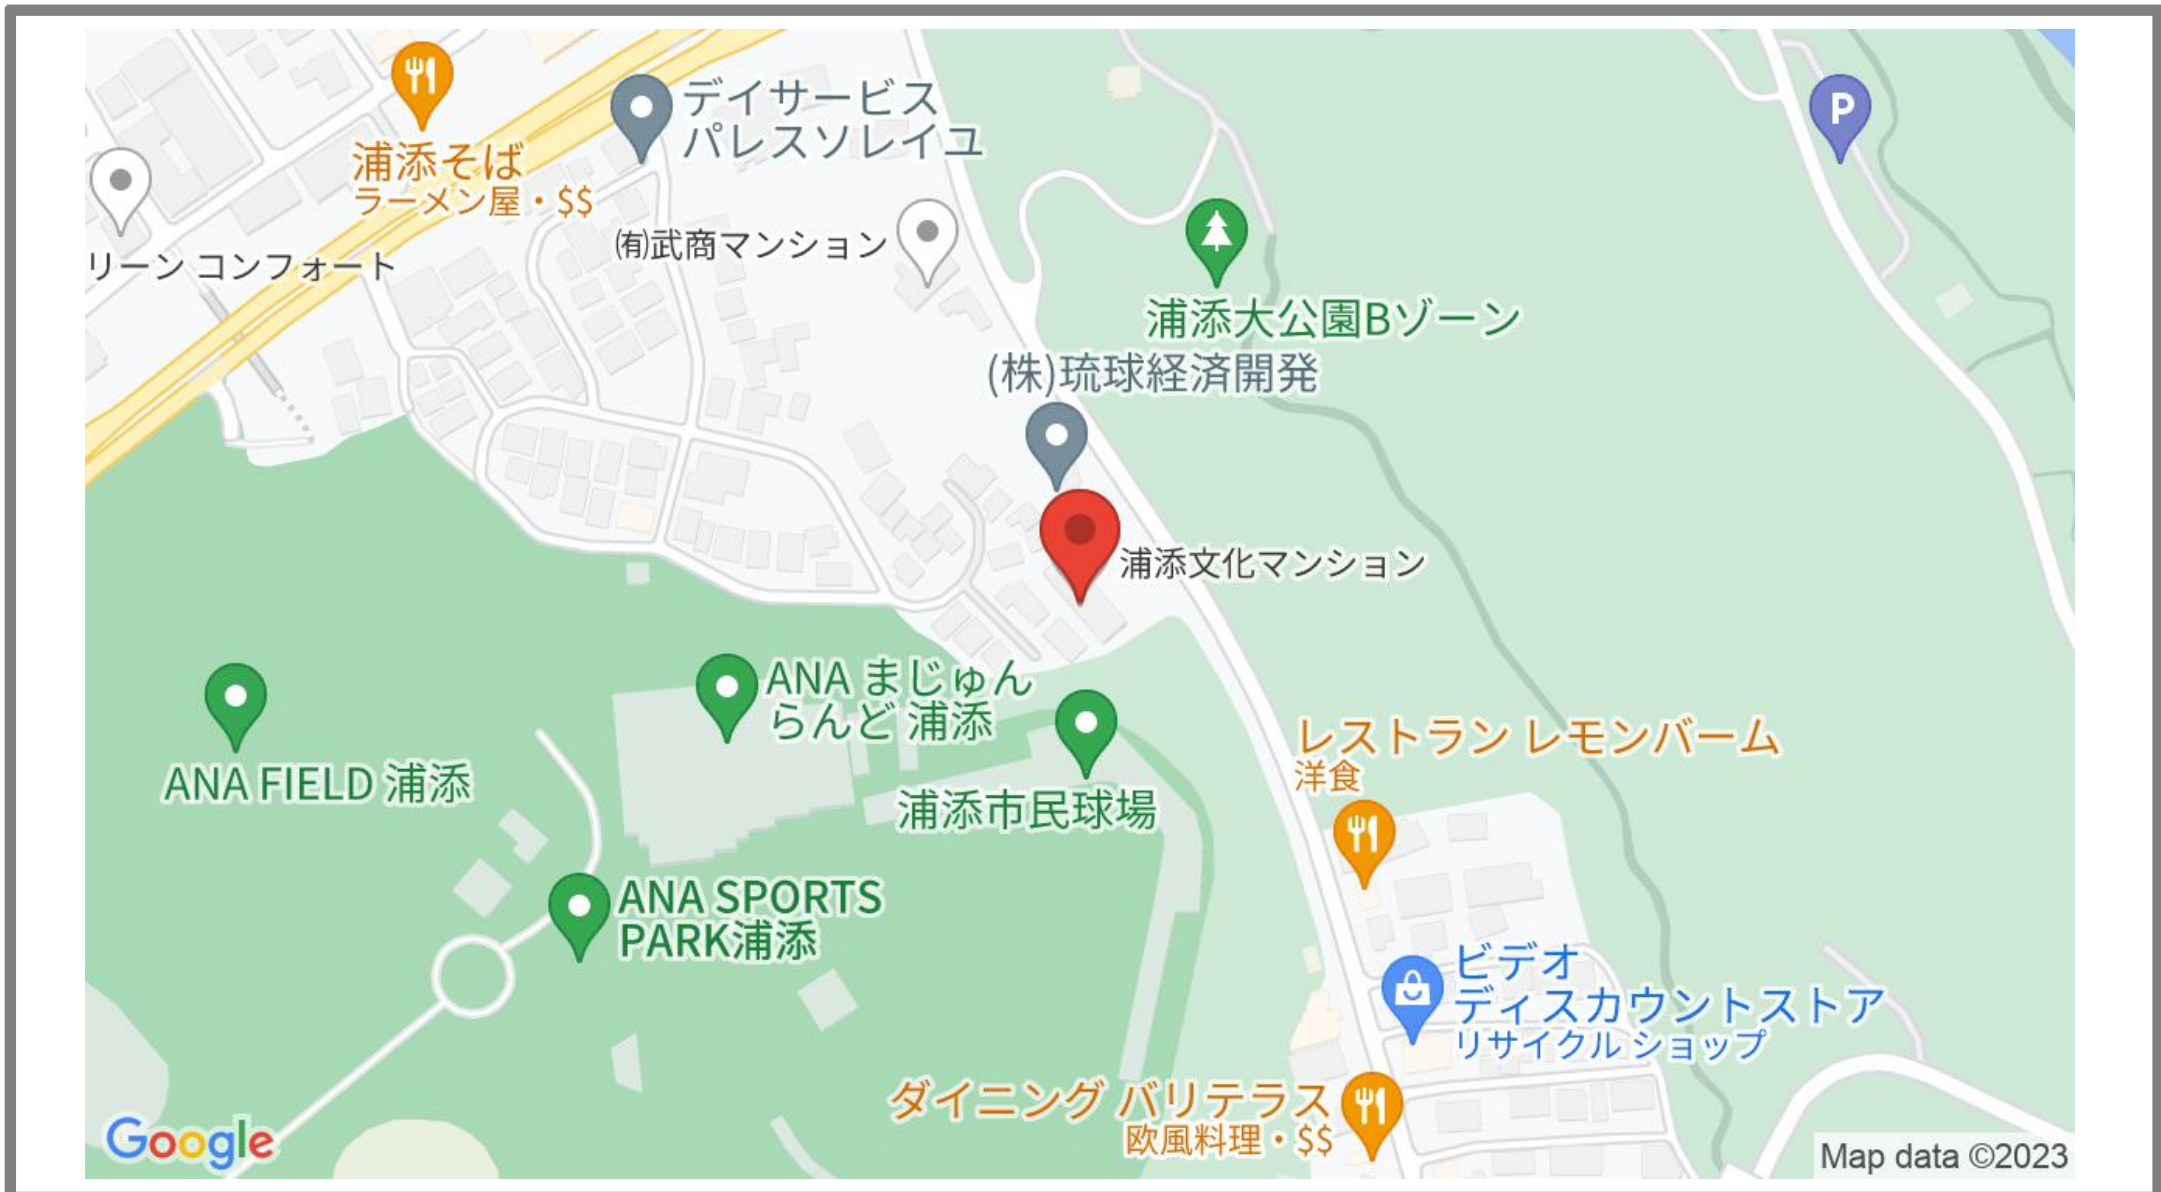 デイサービス
パレスソレイユ
P
浦添そば
ラーメン屋・$$
㈲武商マンション
リーン コンフォート
浦添大公園Bゾーン
(株)琉球経済開発
浦添文化マンション
ANA まじゅん
らんど 浦添
ANA FIELD 浦添
浦添市民球場
レストラン レモンバーム
洋食
ANA SPORTS
PARK浦添
ビデオ
ディスカウントストア
リサイクル ショップ
ダイニング バリテラス
欧風料理・$$
Google
Map data ©2023